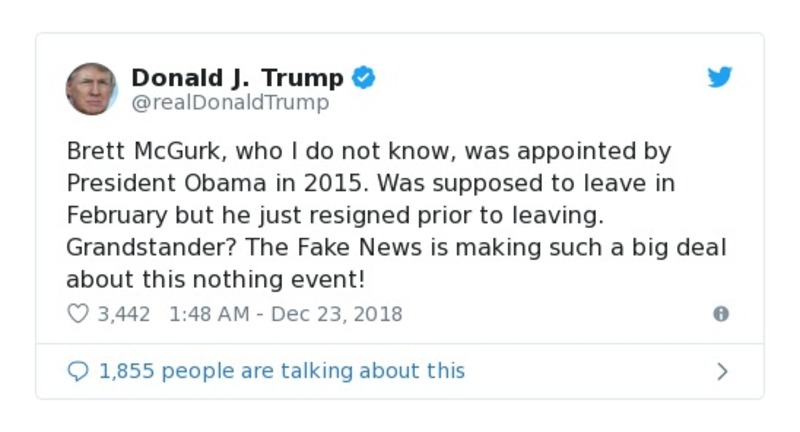 Donald J. Trump
@realDonaldTrump
Brett McGurk, who I do not know, was appointed by
President Obama in 2015. Was supposed to leave in
February but he just resigned prior to leaving.
Grandstander? The Fake News is making such a big deal
about this nothing event!
3,442 1:48 AM - Dec 23, 2018
1,855 people are talking about this